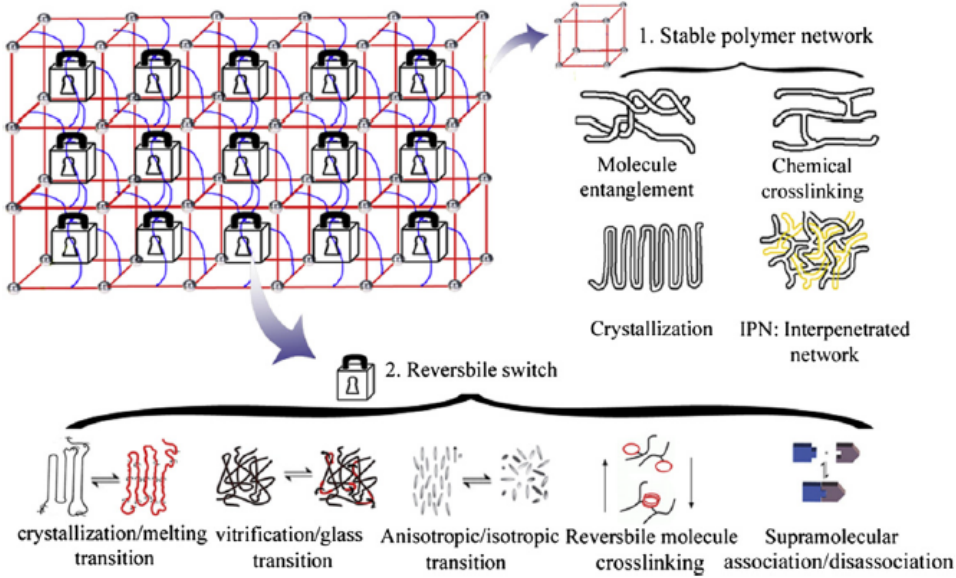 1. Stable polymer network
Molecule
entanglement
Chemical
crosslinking
Crystallization
IPN: Interpenetrated
network
2. Reversbile switch
crystallization/melting
transition
vitrification/glass
transition
Anisotropic/isotropic
transition
Reversbile molecule
crosslinking
Supramolecular
association/disassociation